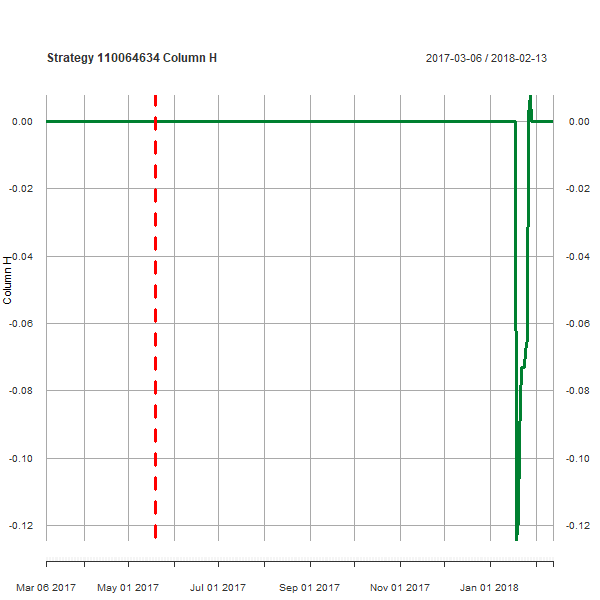 Strategy 110064634 Column H
2017-03-06 / 2018-02-13
0.00 0.00
-0.02 -0.02
-0.04 -0.04
Column H
-0.06 -0.06
-0.08 -0.08
-0.10 -0.10
-0.12 -0.12
Mar 06 2017 May 01 2017 Jul 01 2017 Sep 01 2017 Nov 01 2017 Jan 01 2018